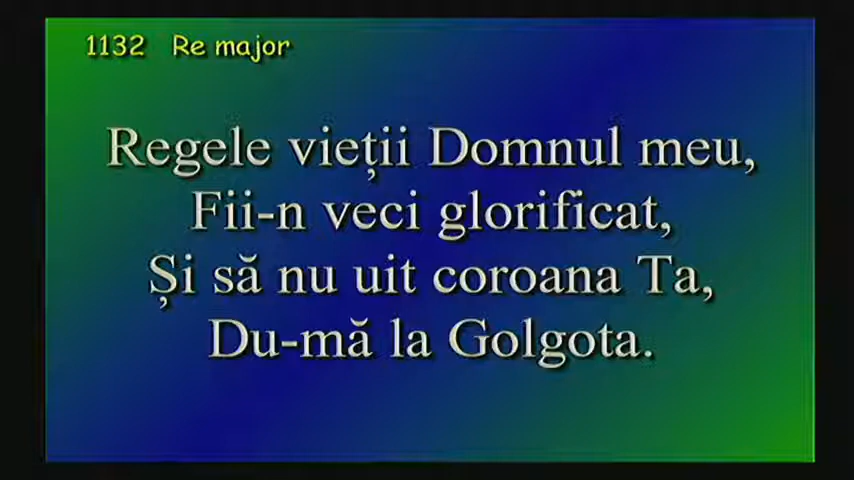 1132 Re major
Regele vieții Domnul meu,
Fii-n veci glorificat,
Și să nu uit coroana Ta,
Du-mă la Golgota.